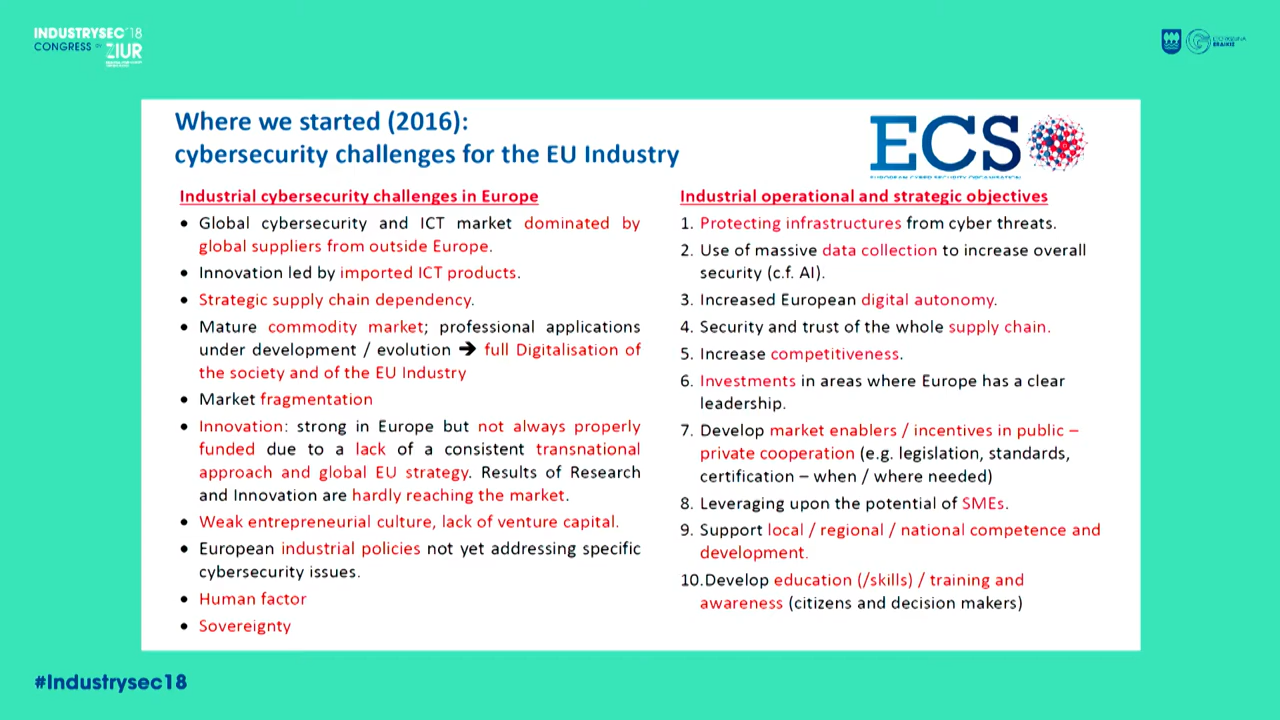 INDUSTRYSEC'18
CONGRESS BY ZIUR
Where we started (2016):
cybersecurity challenges for the EU Industry
ECS
EUROPEAN CYBER SECURITY ORGANISATION
Industrial cybersecurity challenges in Europe
• Global cybersecurity and ICT market dominated by
global suppliers from outside Europe.
• Innovation led by imported ICT products.
• Strategic supply chain dependency.
• Mature commodity market; professional applications
under development / evolution ➔ full Digitalisation of
the society and of the EU Industry
• Market fragmentation
• Innovation: strong in Europe but not always properly
funded due to a lack of a consistent transnational
approach and global EU strategy. Results of Research
and Innovation are hardly reaching the market.
• Weak entrepreneurial culture, lack of venture capital.
• European industrial policies not yet addressing specific
cybersecurity issues.
• Human factor
• Sovereignty
Industrial operational and strategic objectives
1. Protecting infrastructures from cyber threats.
2. Use of massive data collection to increase overall
security (c.f. AI).
3. Increased European digital autonomy.
4. Security and trust of the whole supply chain.
5. Increase competitiveness.
6. Investments in areas where Europe has a clear
leadership.
7. Develop market enablers / incentives in public –
private cooperation (e.g. legislation, standards,
certification – when / where needed)
8. Leveraging upon the potential of SMEs.
9. Support local / regional / national competence and
development.
10.Develop education (/skills) / training and
awareness (citizens and decision makers)
#Industrysec18